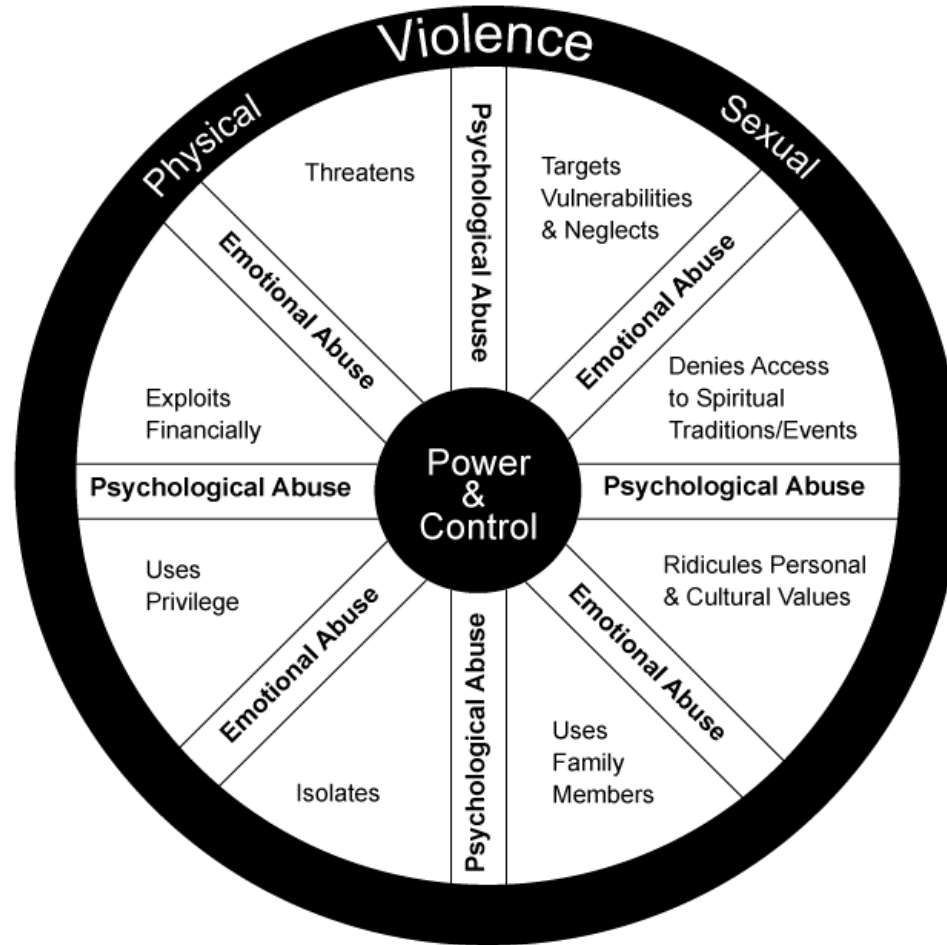 Violence
Physical
Sexual
Threatens
Psychological Abuse
Targets
Vulnerabilities
& Neglects
Emotional Abuse
Emotional Abuse
Exploits
Financially
Denies Access
to Spiritual
Traditions/Events
Power
&
Control
Psychological Abuse
Psychological Abuse
Uses
Privilege
Ridicules Personal
& Cultural Values
Emotional Abuse
Emotional Abuse
Isolates
Psychological Abuse
Uses
Family
Members